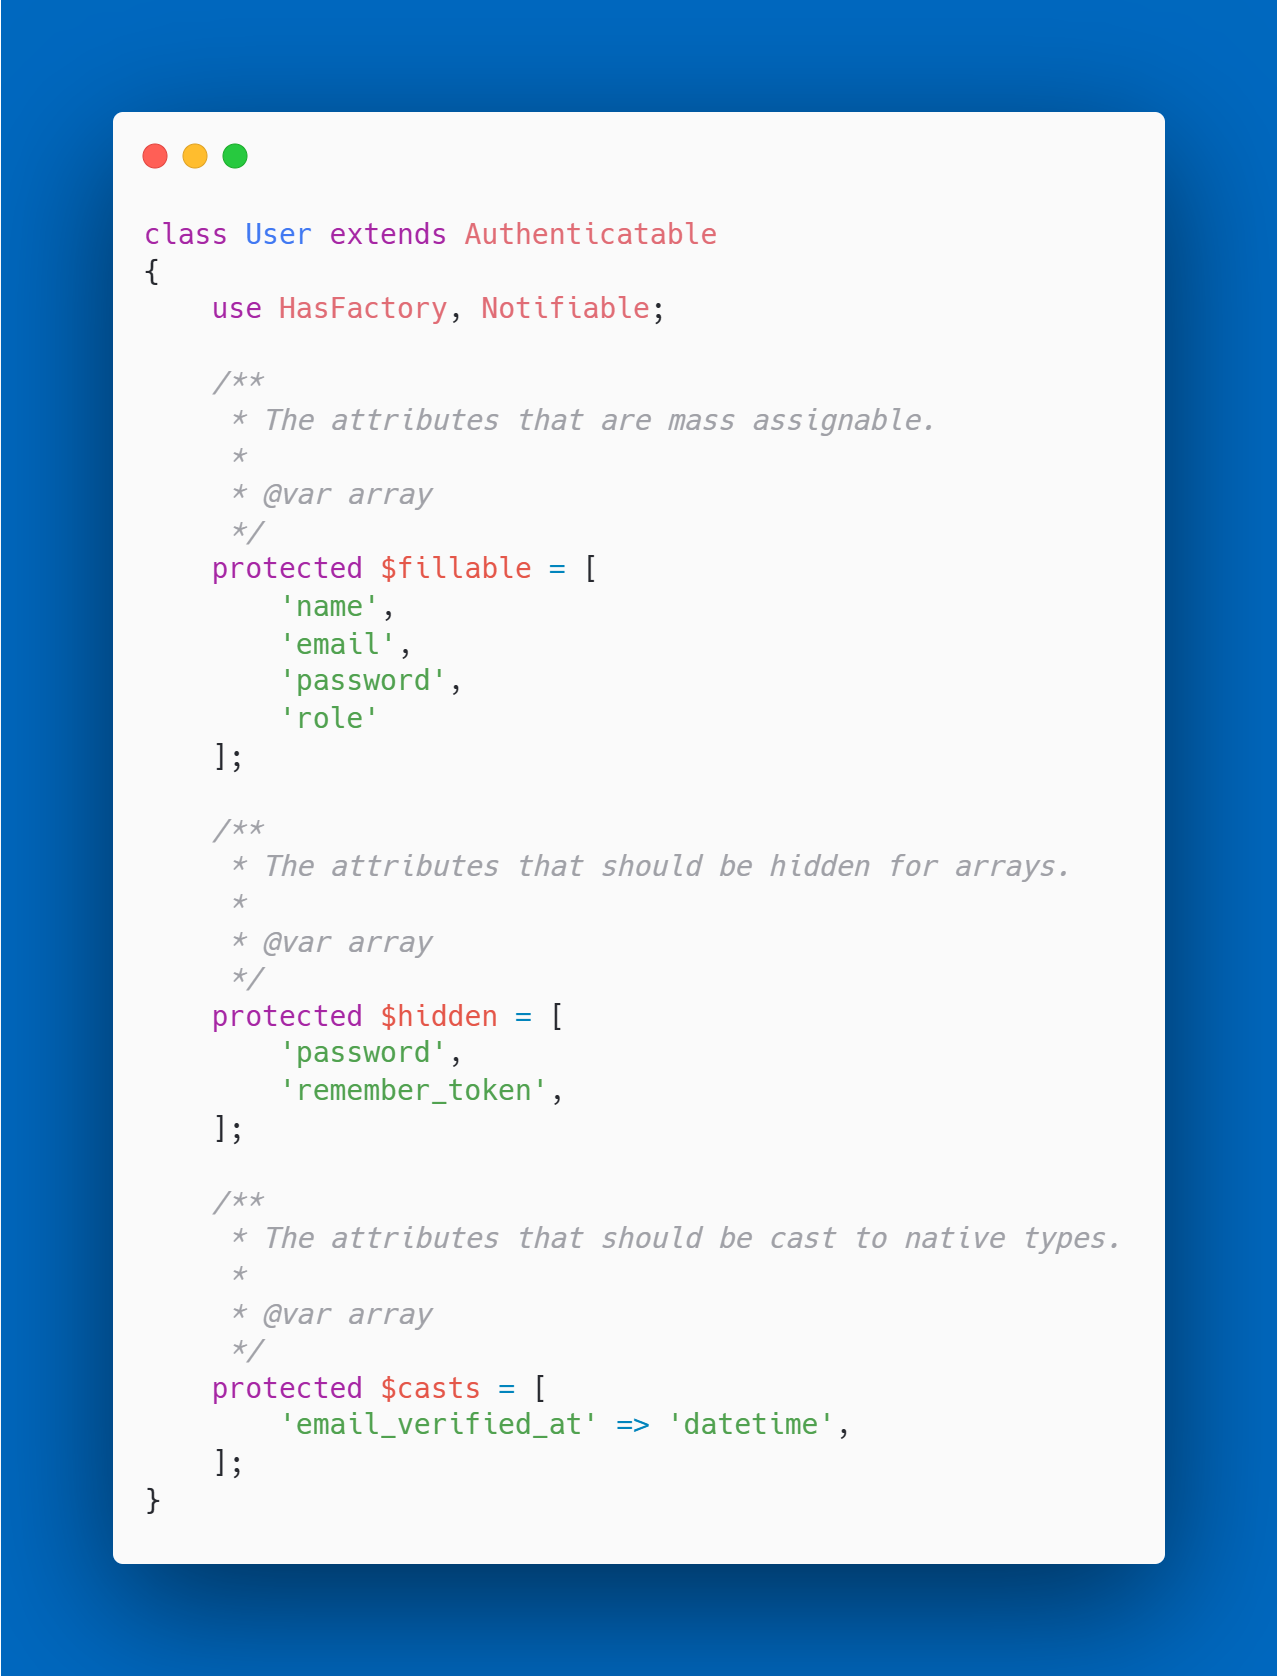 class User extends Authenticatable
{
    use HasFactory, Notifiable;

    /**
     * The attributes that are mass assignable.
     *
     * @var array
     */
    protected $fillable = [
        'name',
        'email',
        'password',
        'role'
    ];

    /**
     * The attributes that should be hidden for arrays.
     *
     * @var array
     */
    protected $hidden = [
        'password',
        'remember_token',
    ];

    /**
     * The attributes that should be cast to native types.
     *
     * @var array
     */
    protected $casts = [
        'email_verified_at' => 'datetime',
    ];
}